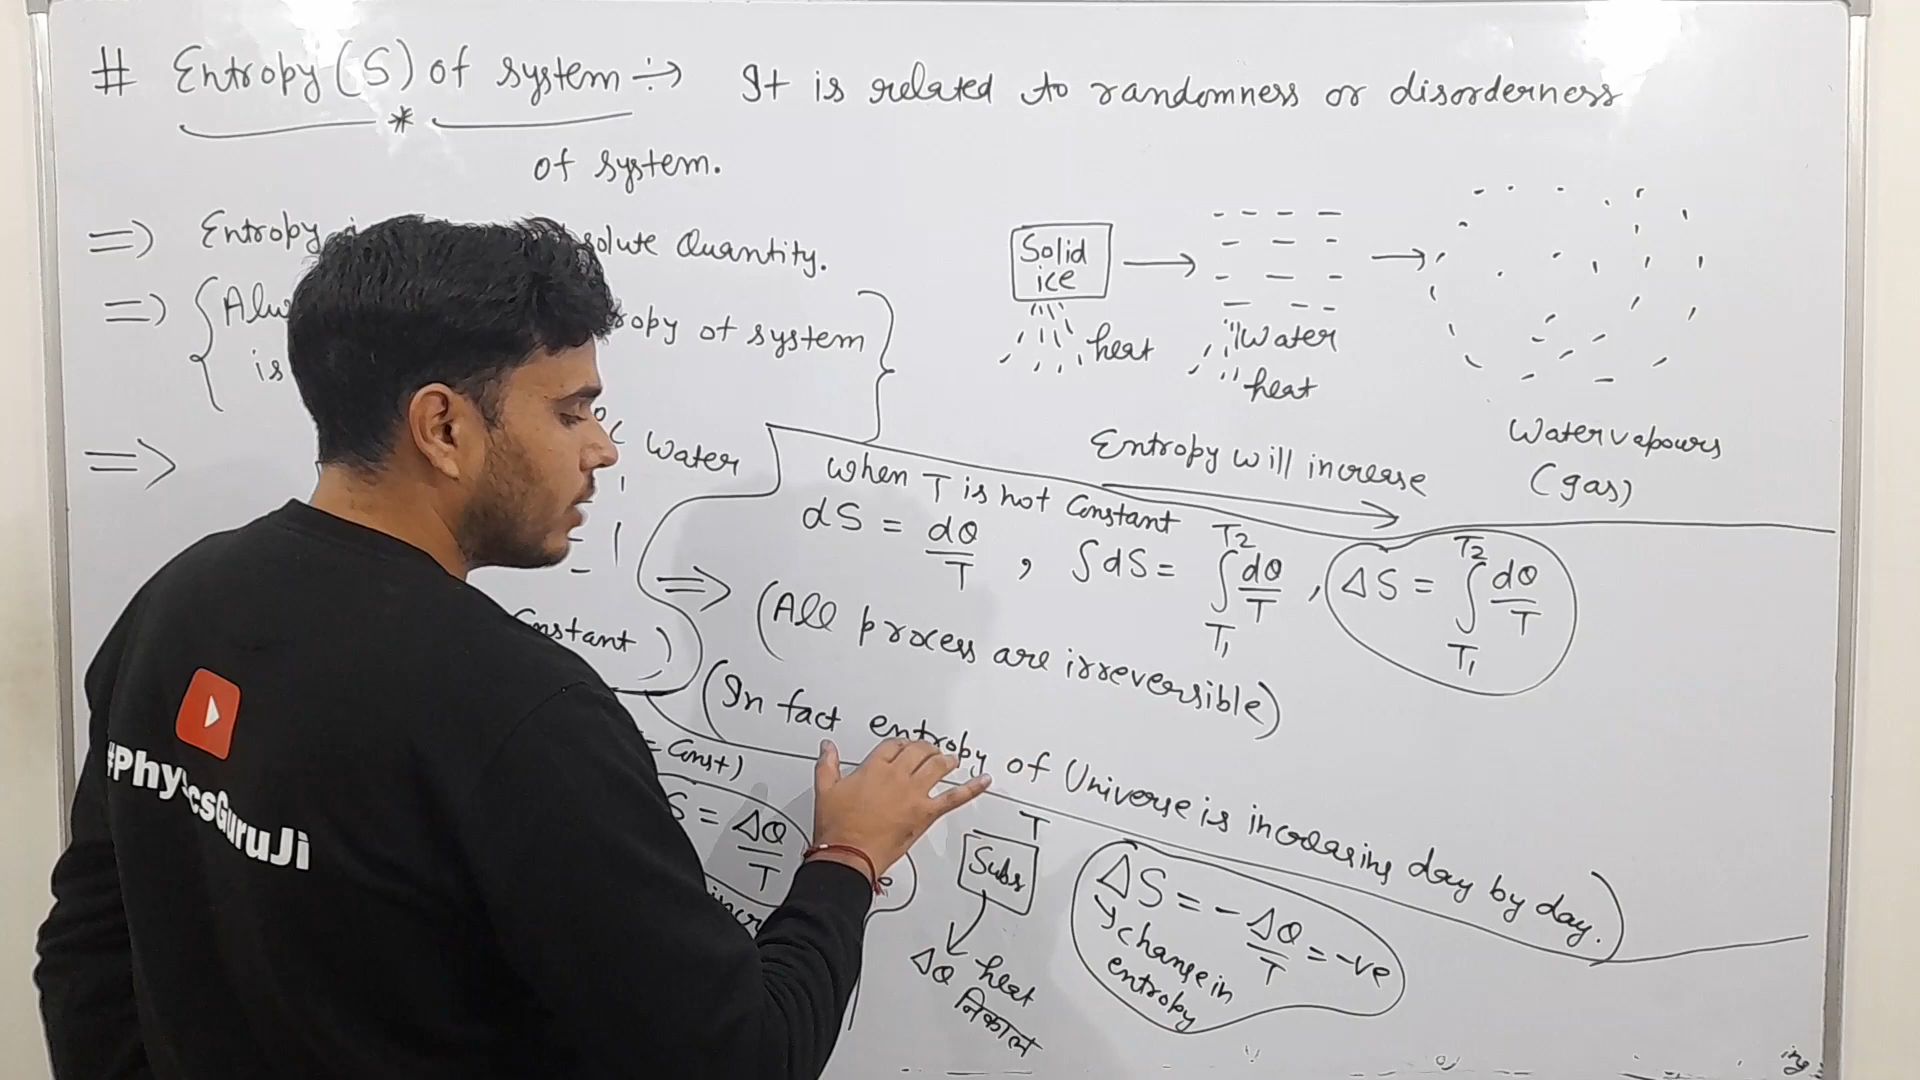 # Entropy (S) of system ÷→ It is related to randomness or disorderness
of system.
=> Entropy solute Quantity.
=> of system
is
=>
Solid
ice
heat
Water
heat
Water vapours
(gas)
Entropy will increase
Water
When T is not Constant
dS = dQ/T , ∫dS = ∫T1T2 dQ/T , ΔS = ∫T1T2 dQ/T
=> (All process are irreversible)
(In fact entropy of Universe is increasing day by day.)
= Const)
S = ΔQ/T
T
Subs
ΔQ heat
निकाला
ΔS = - ΔQ/T = -ve
change in
entropy
#PhysicsGuruJi